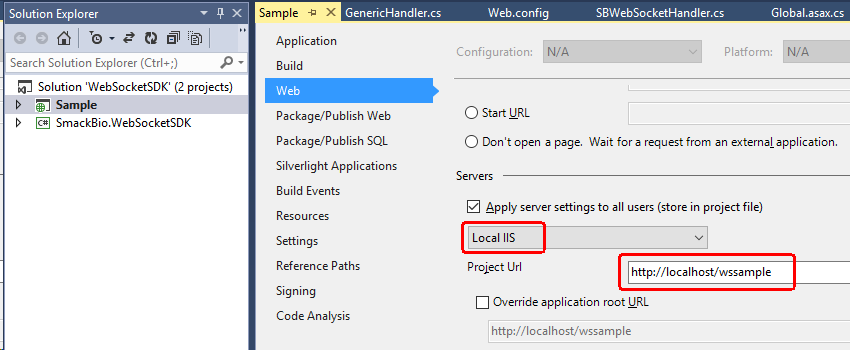 Solution Explorer
Search Solution Explorer (Ctrl+;)
Solution 'WebSocketSDK' (2 projects)
Sample
SmackBio.WebSocketSDK
Sample
GenericHandler.cs
Web.config
SBWebSocketHandler.cs
Global.asax.cs
Application
Build
Web
Package/Publish Web
Package/Publish SQL
Silverlight Applications
Build Events
Resources
Settings
Reference Paths
Signing
Code Analysis
Configuration: N/A
Platform: N/A
Start URL
Don't open a page. Wait for a request from an external application.
Servers
Apply server settings to all users (store in project file)
Local IIS
Project Url
http://localhost/wssample
Override application root URL
http://localhost/wssample